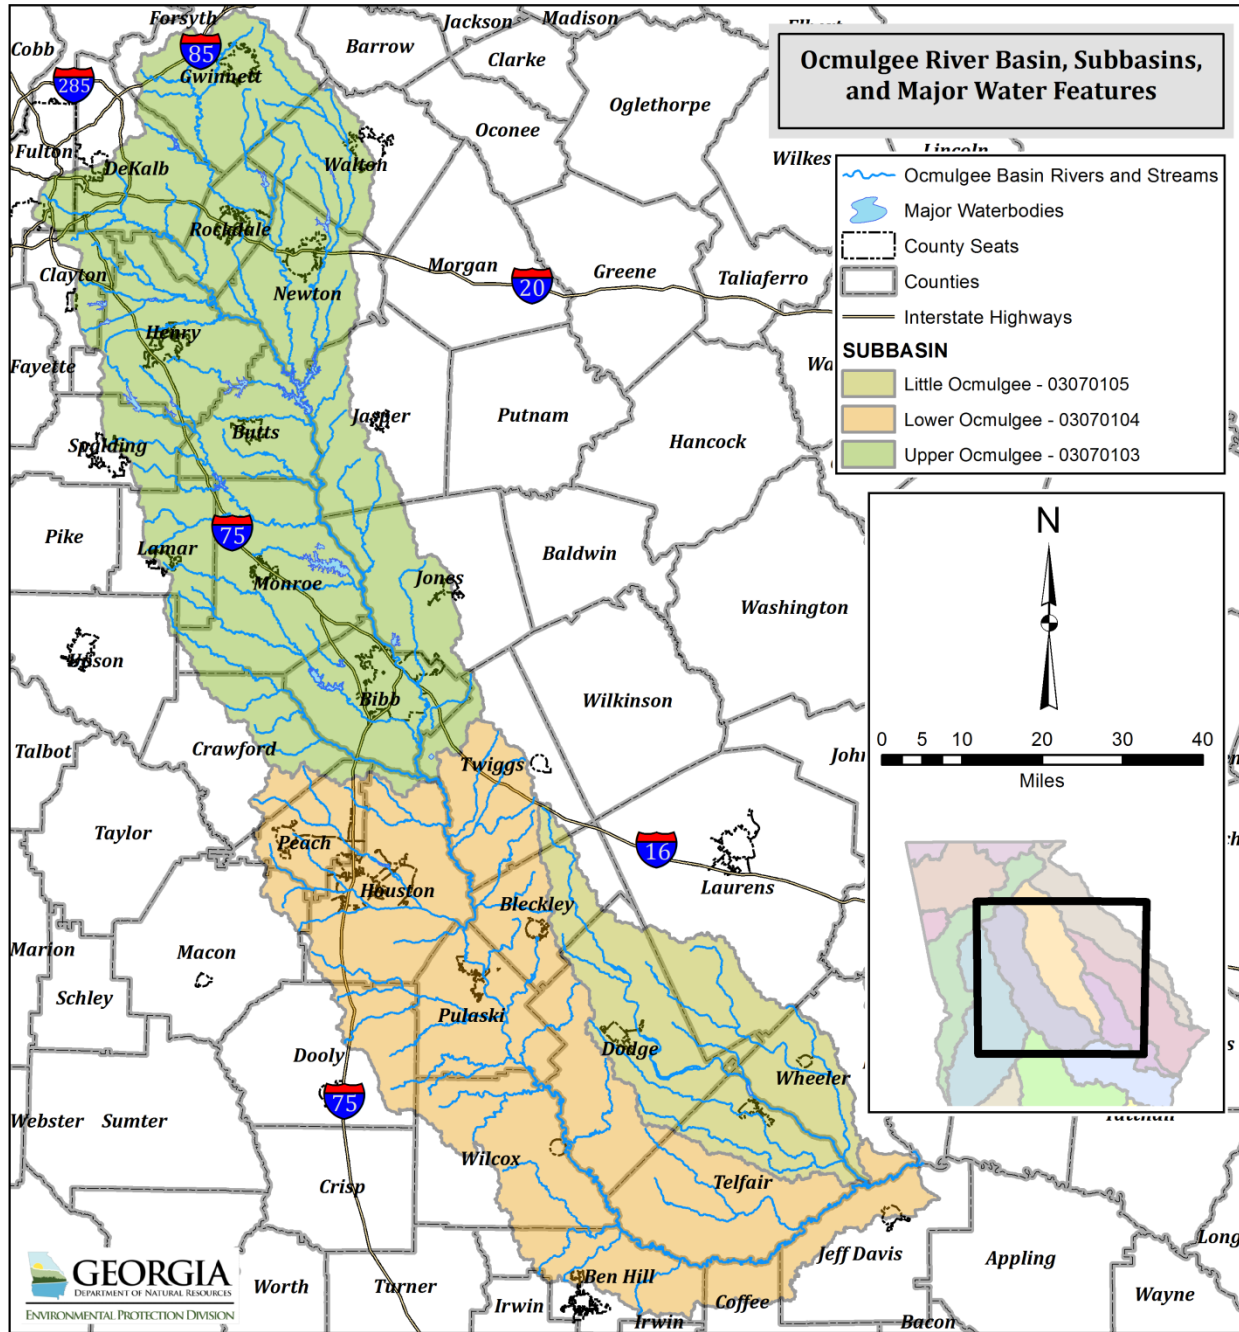 Ocmulgee River Basin, Subbasins,
and Major Water Features
Ocmulgee Basin Rivers and Streams
Major Waterbodies
County Seats
Counties
Interstate Highways
SUBBASIN
Little Ocmulgee - 03070105
Lower Ocmulgee - 03070104
Upper Ocmulgee - 03070103
N
0 10 20 30 40
Miles
Forsyth
Jackson
Madison
Cobb
85
Barrow
Clarke
Gwinnett
285
Oglethorpe
Oconee
Fulton
DeKalb
Walton
Wilkes
Lincoln
Rockdale
Clayton
Morgan
20
Greene
Taliaferro
Newton
Henry
Fayette
Jasper
Putnam
Butts
Hancock
Spalding
75
Pike
Lamar
Monroe
Jones
Baldwin
Washington
Upson
Bibb
Wilkinson
Talbot
Crawford
Twiggs
Taylor
Peach
16
Houston
Laurens
Bleckley
Marion
Macon
Schley
Pulaski
Dooly
Dodge
Wheeler
75
Webster
Sumter
Wilcox
Crisp
Telfair
Jeff Davis
Appling
Long
Worth
Turner
Ben Hill
Irwin
Coffee
Wayne
Irwin
Bacon
GEORGIA
DEPARTMENT OF NATURAL RESOURCES
ENVIRONMENTAL PROTECTION DIVISION